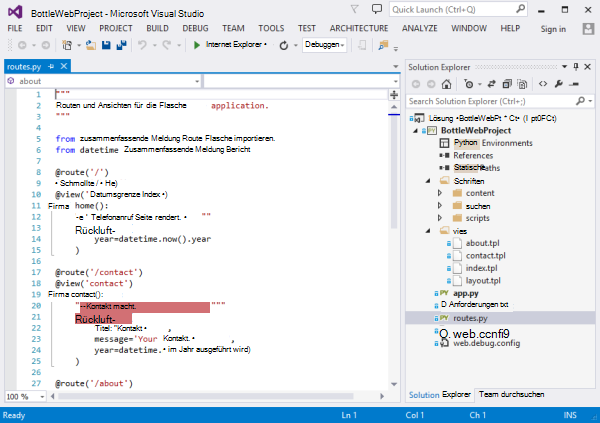 BottleWebProject - Microsoft Visual Studio
Quick Launch (Ctrl+Q)
FILE EDIT VIEW PROJECT BUILD DEBUG TEAM TOOLS TEST ARCHITECTURE ANALYZE WINDOW HELP Sign in
Internet Explorer • Debuggen
routes.py
about
1 """
2 Routen und Ansichten für die Flasche application.
3 """
4
5 from zusammenfassende Meldung Route Flasche importieren.
6 from datetime Zusammenfassende Meldung Bericht
7
8 @route('/')
9 • Schmollte / • He)
10 @view(' Datumsgrenze Index •)
11 Firma home():
12 -e ' Telefonanruf Seite rendert. • ""
13 Rückluft-
14 year=datetime.now().year
15 )
16
17 @route('/contact')
18 @view('contact')
19 Firma contact():
20 "--Kontakt macht. """
21 Rückluft-
22 Titel: "Kontakt • ,
23 message='Your Kontakt. • ,
24 year=datetime. • im Jahr ausgeführt wird)
25 )
26
27 @route('/about')
100 %
Solution Explorer
Search Solution Explorer (Ctrl+;)
Lösung •BottleWebPt * Ct• (I pt0FCt)
BottleWebProject
Python Environments
References
Statische Paths
Schriften
content
suchen
scripts
vies
about.tpl
contact.tpl
index.tpl
layout.tpl
app.py
D Anforderungen txt
routes.py
Q.web.ccnfi9
web.debug.config
Solution Explorer Team durchsuchen
Ready Ln 1 Col 1 Ch 1 INS